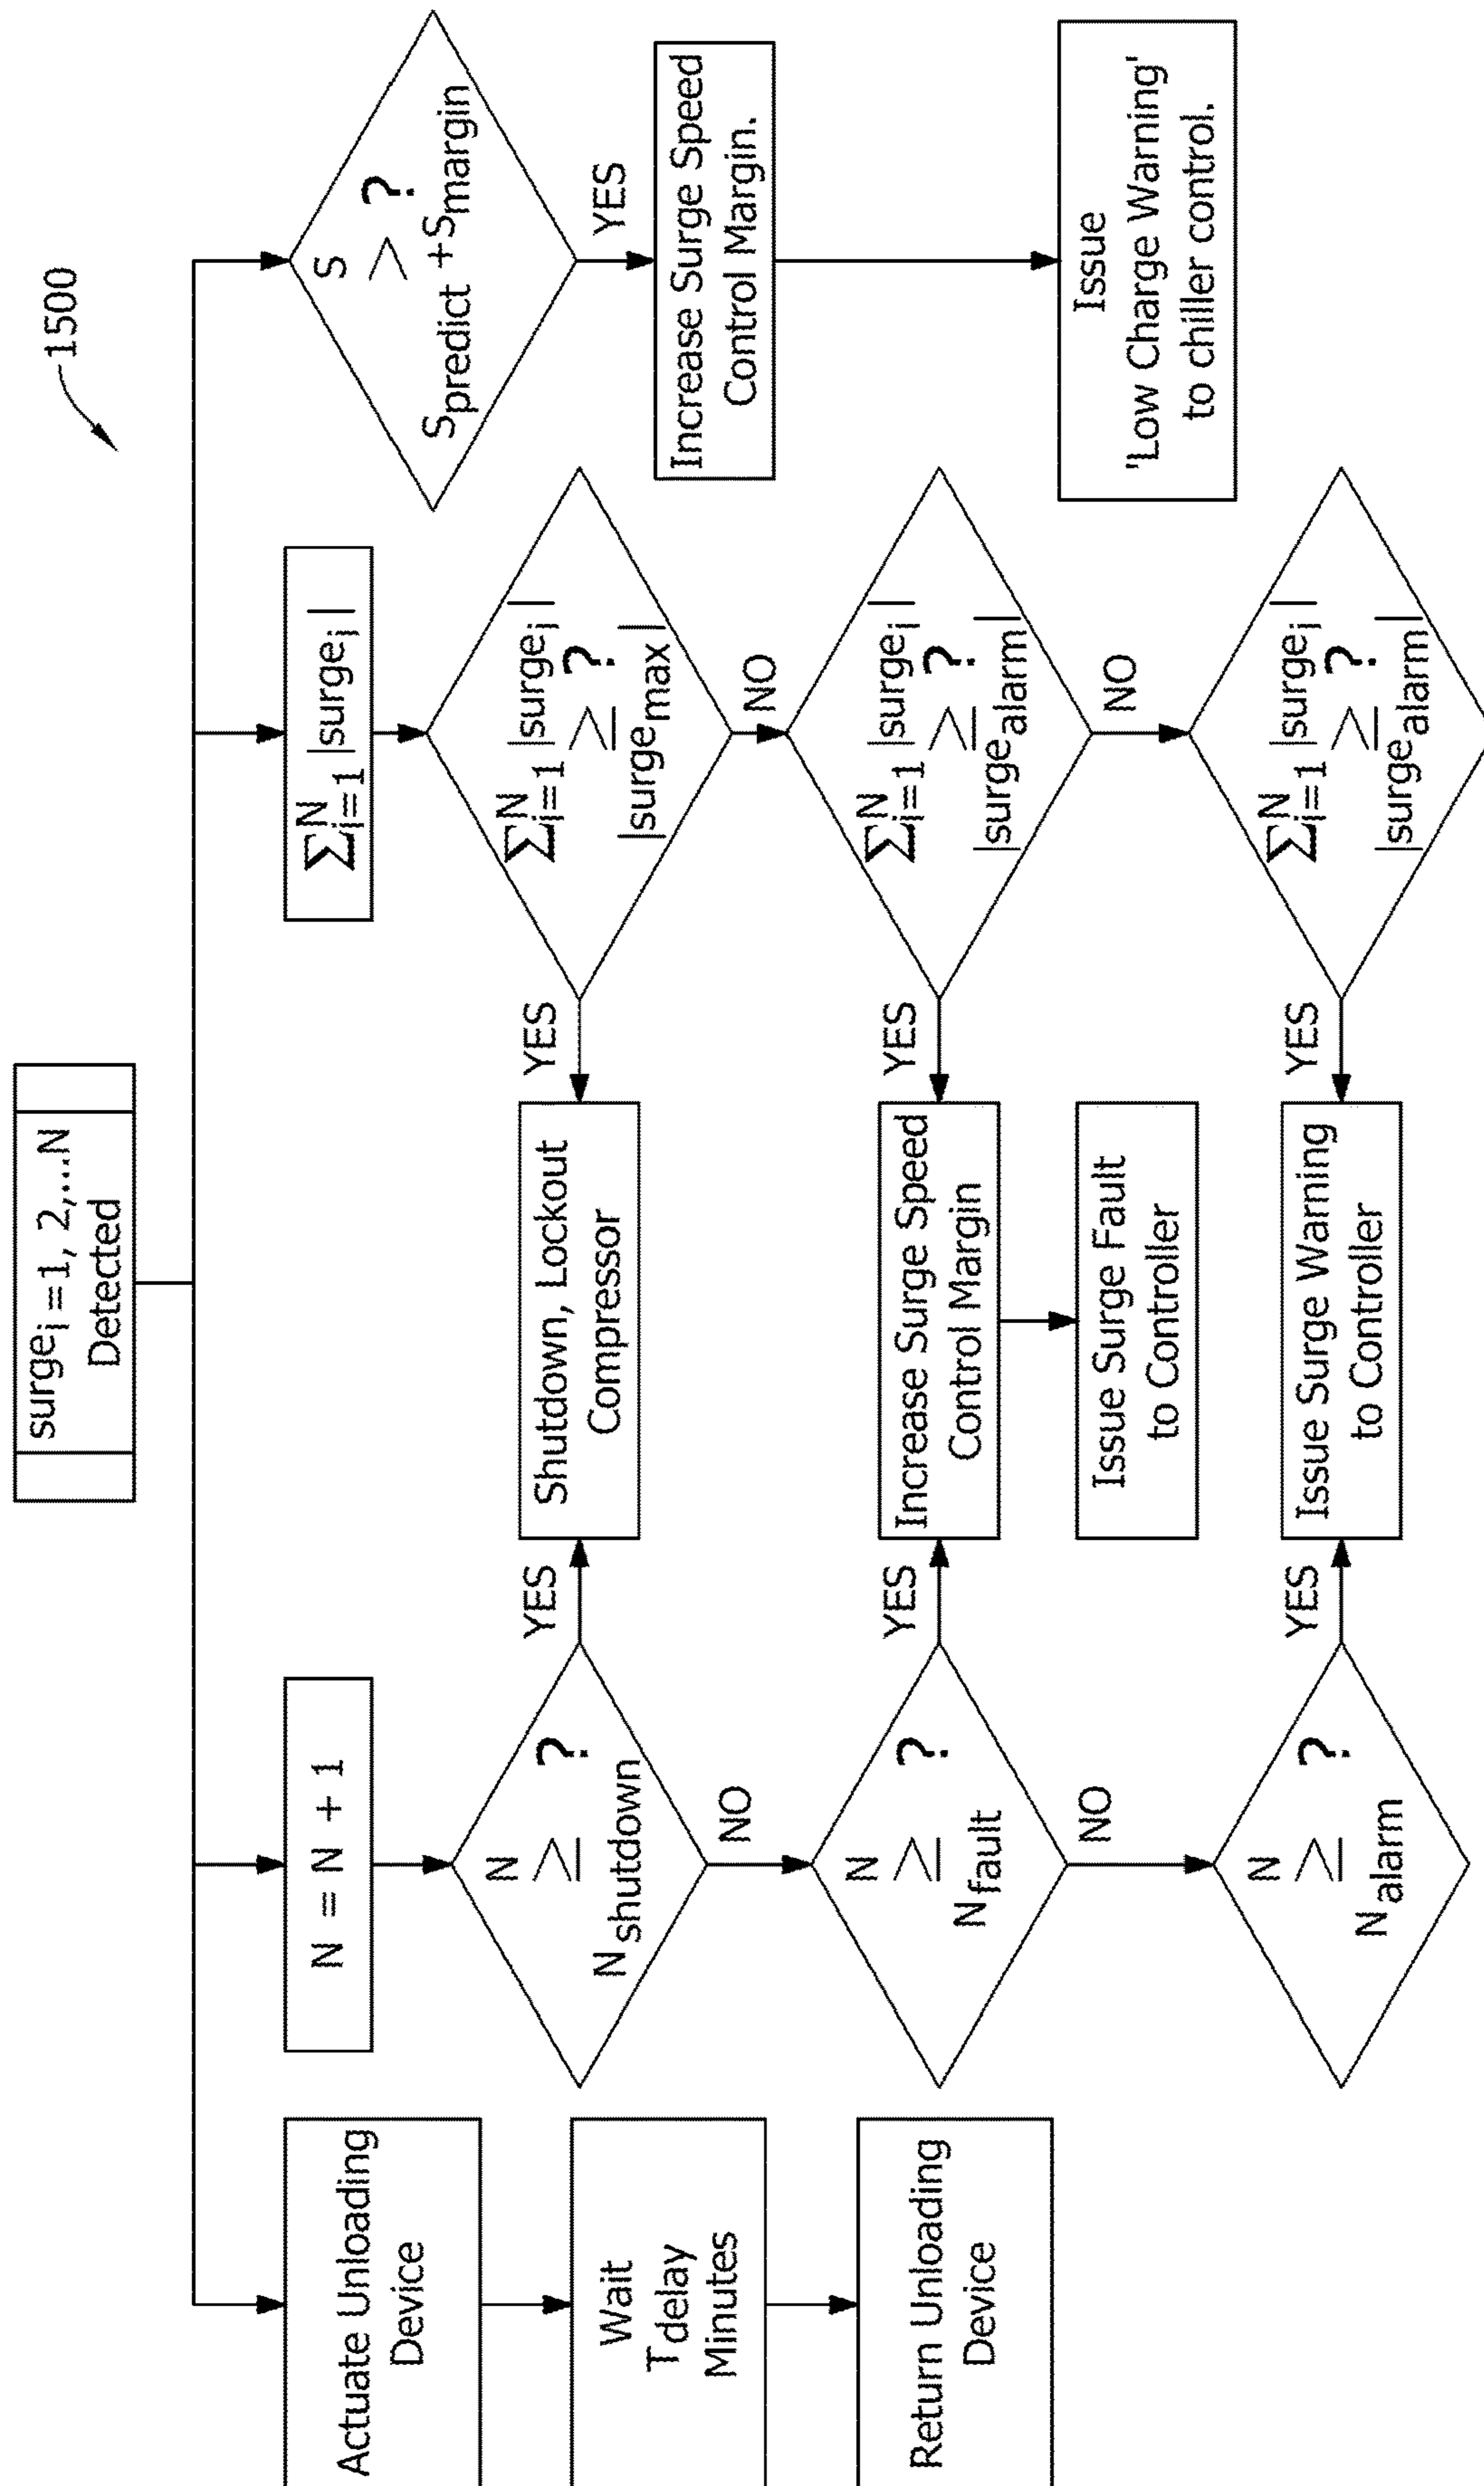 1500
surgei=1, 2,...N
Detected
Actuate Unloading
Device
Wait
Tdelay
Minutes
Return Unloading
Device
N = N + 1
N
≥ ?
Nshutdown
YES
NO
N
≥ ?
Nfault
YES
NO
N
≥ ?
Nalarm
YES
Shutdown, Lockout
Compressor
Increase Surge Speed
Control Margin
Issue Surge Fault
to Controller
Issue Surge Warning
to Controller
∑Ni=1 |surgei|
∑Ni=1 |surgei|
≥ ?
|surgemax|
YES
NO
∑Ni=1 |surgei|
≥ ?
|surgealarm|
YES
NO
∑Ni=1 |surgei|
≥ ?
|surgealarm|
YES
S
> ?
Spredict +Smargin
YES
Increase Surge Speed
Control Margin.
Issue
'Low Charge Warning'
to chiller control.